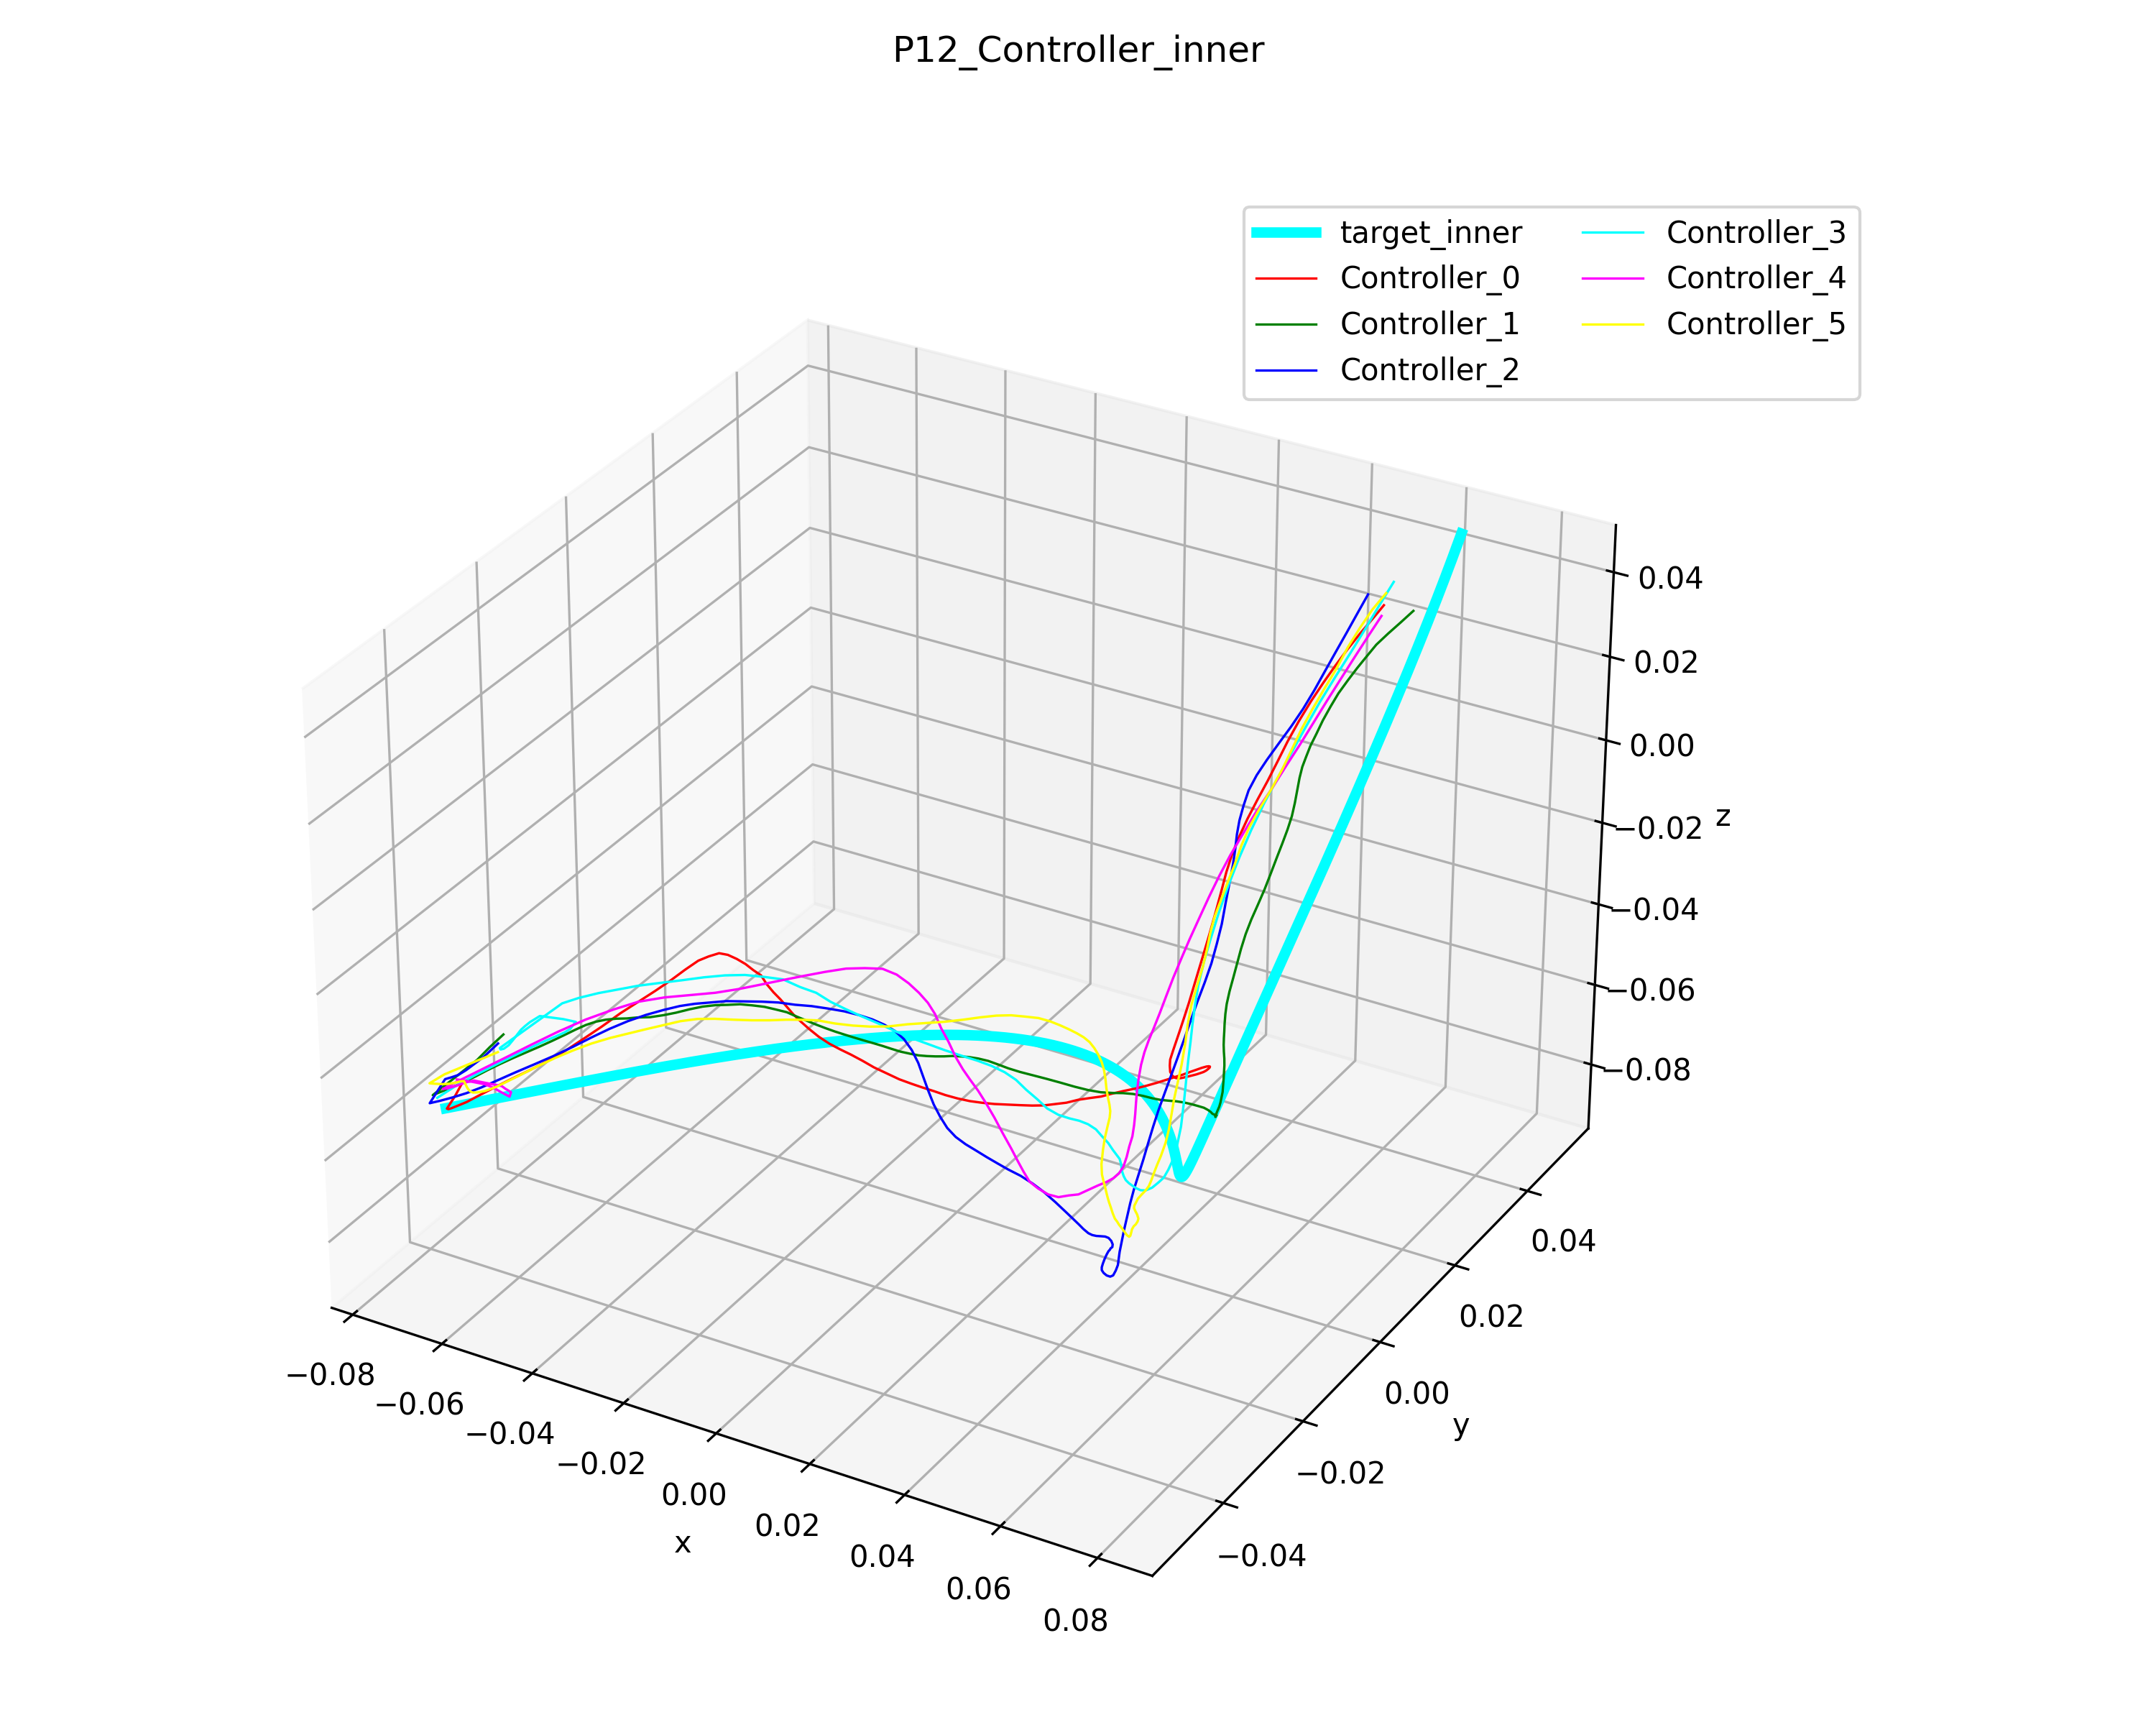 P12_Controller_inner
target_inner
Controller_0
Controller_1
Controller_2
Controller_3
Controller_4
Controller_5
0.04
0.02
0.00
−0.02
−0.04
−0.06
−0.08
z
0.04
0.02
0.00
−0.02
−0.04
y
−0.08
−0.06
−0.04
−0.02
0.00
0.02
0.04
0.06
0.08
x